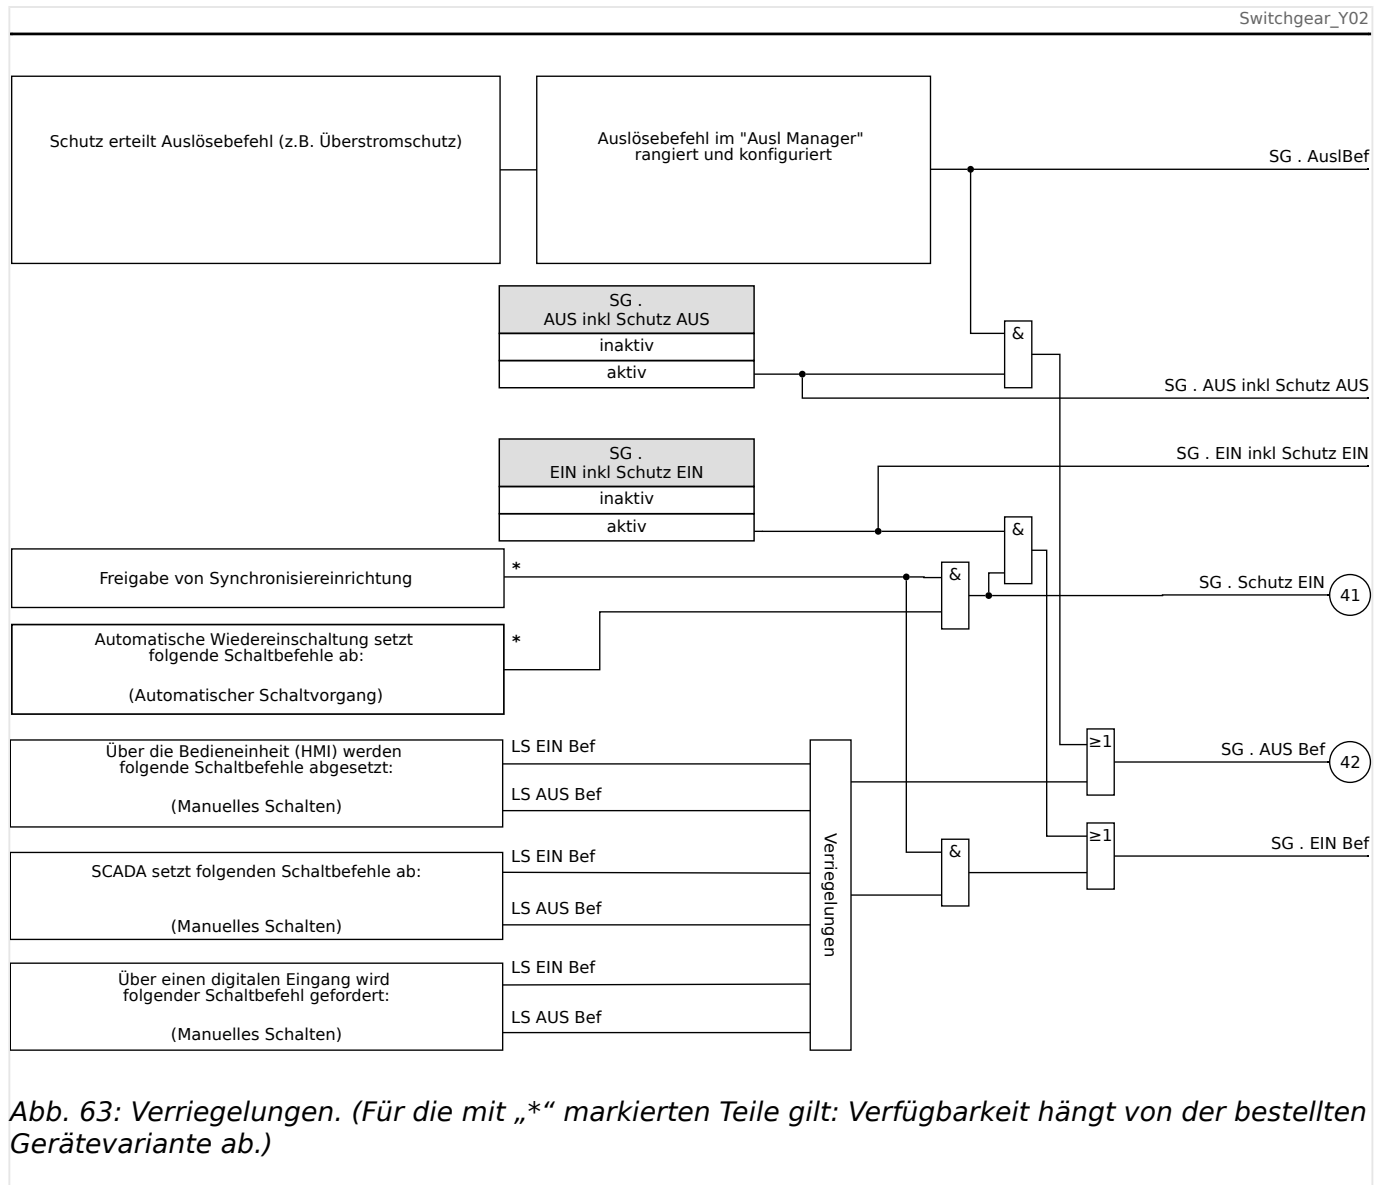 Switchgear_Y02
Schutz erteilt Auslösebefehl (z.B. Überstromschutz)
Auslösebefehl im "Ausl Manager"
rangiert und konfiguriert
SG . AuslBef
SG .
AUS inkl Schutz AUS
inaktiv
aktiv
&
SG . AUS inkl Schutz AUS
SG .
EIN inkl Schutz EIN
inaktiv
aktiv
SG . EIN inkl Schutz EIN
&
Freigabe von Synchronisiereinrichtung
*
&
SG . Schutz EIN
41
Automatische Wiedereinschaltung setzt
folgende Schaltbefehle ab:
(Automatischer Schaltvorgang)
*
Über die Bedieneinheit (HMI) werden
folgende Schaltbefehle abgesetzt:
(Manuelles Schalten)
LS EIN Bef
LS AUS Bef
≥1
SG . AUS Bef
42
SCADA setzt folgenden Schaltbefehle ab:
(Manuelles Schalten)
LS EIN Bef
LS AUS Bef
Verriegelungen
&
≥1
SG . EIN Bef
Über einen digitalen Eingang wird
folgender Schaltbefehl gefordert:
(Manuelles Schalten)
LS EIN Bef
LS AUS Bef
Abb. 63: Verriegelungen. (Für die mit „*“ markierten Teile gilt: Verfügbarkeit hängt von der bestellten
Gerätevariante ab.)